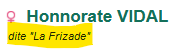 ♀ Honnorate VIDAL
dite "La Frizade"